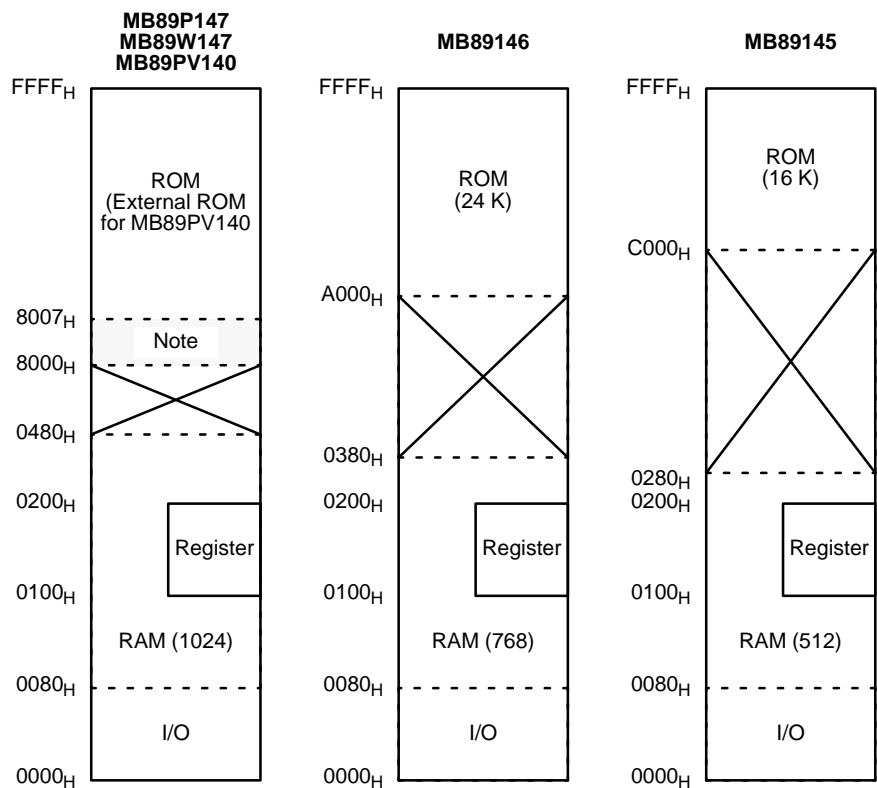 MB89P147
MB89W147
MB89PV140
FFFFH
ROM
(External ROM
for MB89PV140
8007H
Note
8000H
0480H
0200H
Register
0100H
RAM (1024)
0080H
I/O
0000H
MB89146
FFFFH
ROM
(24 K)
A000H
0380H
0200H
Register
0100H
RAM (768)
0080H
I/O
0000H
MB89145
FFFFH
ROM
(16 K)
C000H
0280H
0200H
Register
0100H
RAM (512)
0080H
I/O
0000H